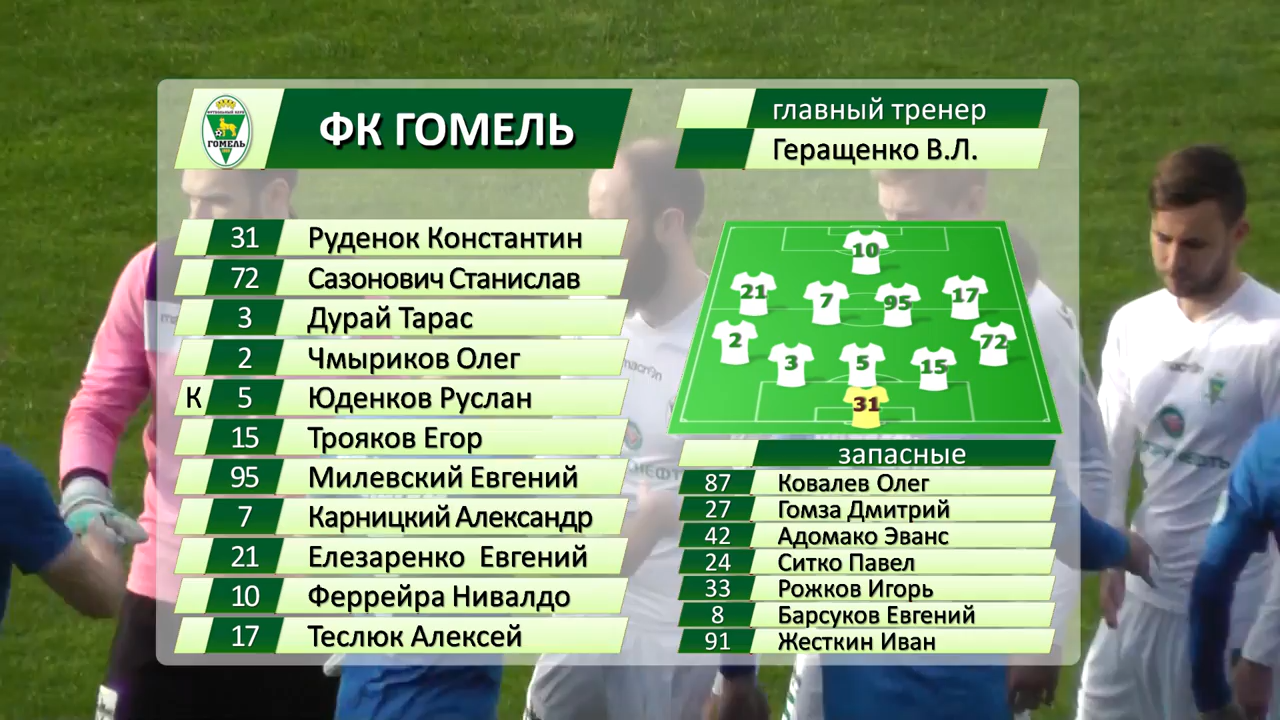 ФК ГОМЕЛЬ
ГОМЕЛЬ
главный тренер
Геращенко В.Л.
31 Руденок Константин
72 Сазонович Станислав
3 Дурай Тарас
2 Чмыриков Олег
К 5 Юденков Руслан
15 Трояков Егор
95 Милевский Евгений
7 Карницкий Александр
21 Елезаренко Евгений
10 Феррейра Нивалдо
17 Теслюк Алексей
10
21 7 95 17
2 3 5 15 72
31
запасные
87 Ковалев Олег
27 Гомза Дмитрий
42 Адомако Эванс
24 Ситко Павел
33 Рожков Игорь
8 Барсуков Евгений
91 Жесткин Иван
macron